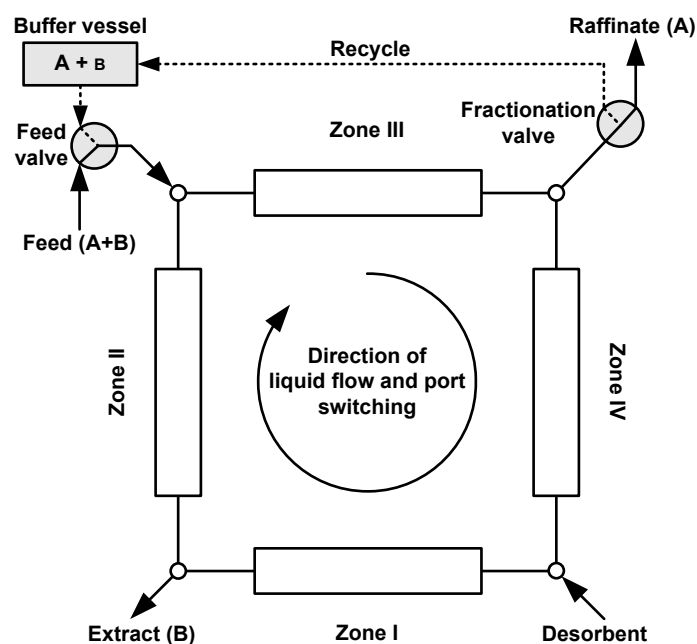 Buffer vessel
A + B
Recycle
Raffinate (A)
Feed
valve
Fractionation
valve
Zone III
Feed (A+B)
Zone II
Direction of
liquid flow and port
switching
Zone IV
Extract (B)
Zone I
Desorbent